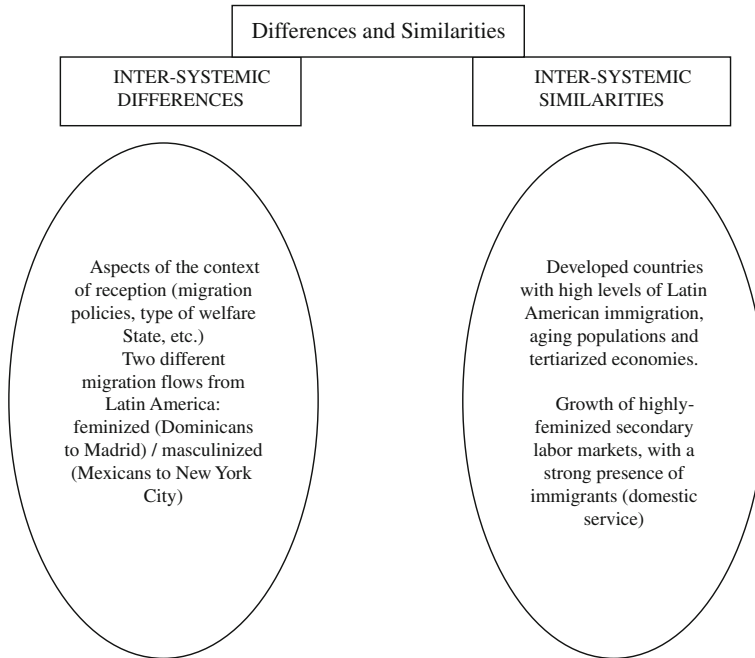 Differences and Similarities
INTER-SYSTEMIC
DIFFERENCES
INTER-SYSTEMIC
SIMILARITIES
Aspects of the context
of reception (migration
policies, type of welfare
State, etc.)
Two different
migration flows from
Latin America:
feminized (Dominicans
to Madrid) / masculinized
(Mexicans to New York
City)
Developed countries
with high levels of Latin
American immigration,
aging populations and
tertiarized economies.
Growth of highly-
feminized secondary
labor markets, with a
strong presence of
immigrants (domestic
service)